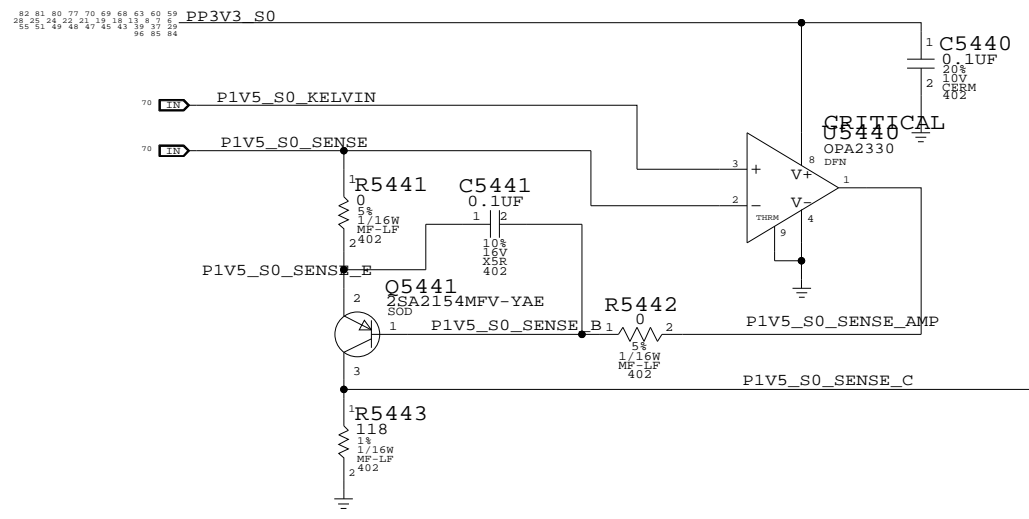 82 81 80 77 70 69 68 63 60 59
28 25 24 22 21 19 18 13 8 7 6
55 51 49 48 47 45 43 39 37 29
96 85 84
PP3V3_S0
1
C5440
0.1UF
20%
10V
2
CERM
402
70 IN P1V5_S0_KELVIN
70 IN P1V5_S0_SENSE
CRITICAL
U5440
OPA2330
DFN
8
3 +
V+
1
2 -
V-
THRM
4
9
1
R5441
0
5%
1/16W
MF-LF
2 402
C5441
0.1UF
1 2
10%
16V
X5R
402
P1V5_S0_SENSE_E
Q5441
2SA2154MFV-YAE
SOD
2
1
3
P1V5_S0_SENSE_B
R5442
1 0 2
5%
1/16W
MF-LF
402
P1V5_S0_SENSE_AMP
P1V5_S0_SENSE_C
1
R5443
118
1%
1/16W
MF-LF
2 402